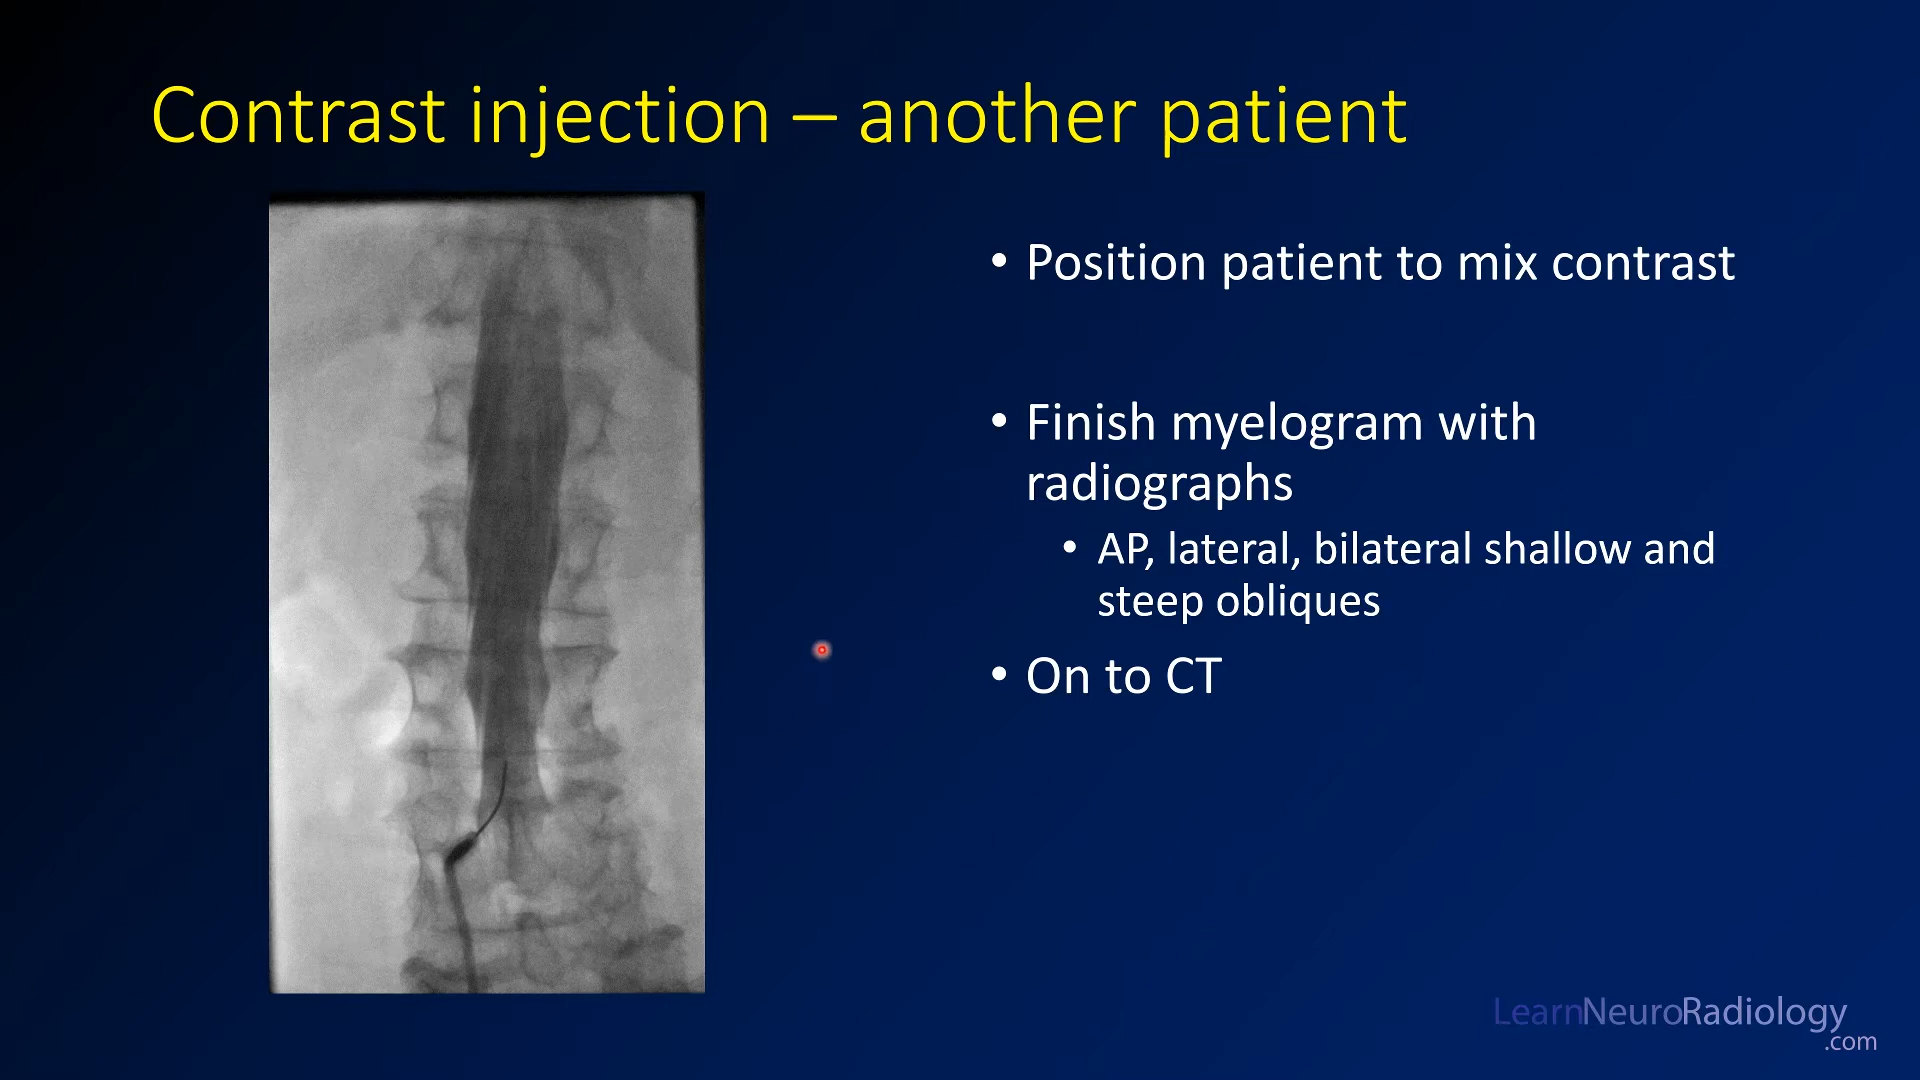 Contrast injection – another patient
• Position patient to mix contrast
• Finish myelogram with
radiographs
• AP, lateral, bilateral shallow and
steep obliques
• On to CT
LearnNeuroRadiology
.com